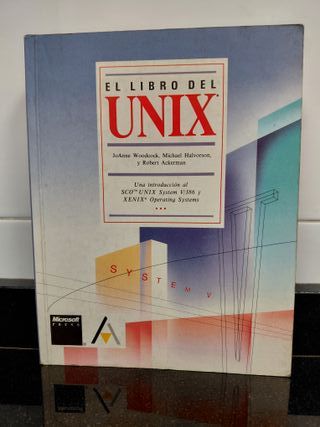 EL LIBRO DEL
UNIX®
JoAnne Woodcock, Michael Halvorson,
y Robert Ackerman
Una introducción al
SCO™ UNIX System V/386 y
XENIX® Operating Systems
SYSTEM V
Microsoft
PRESS